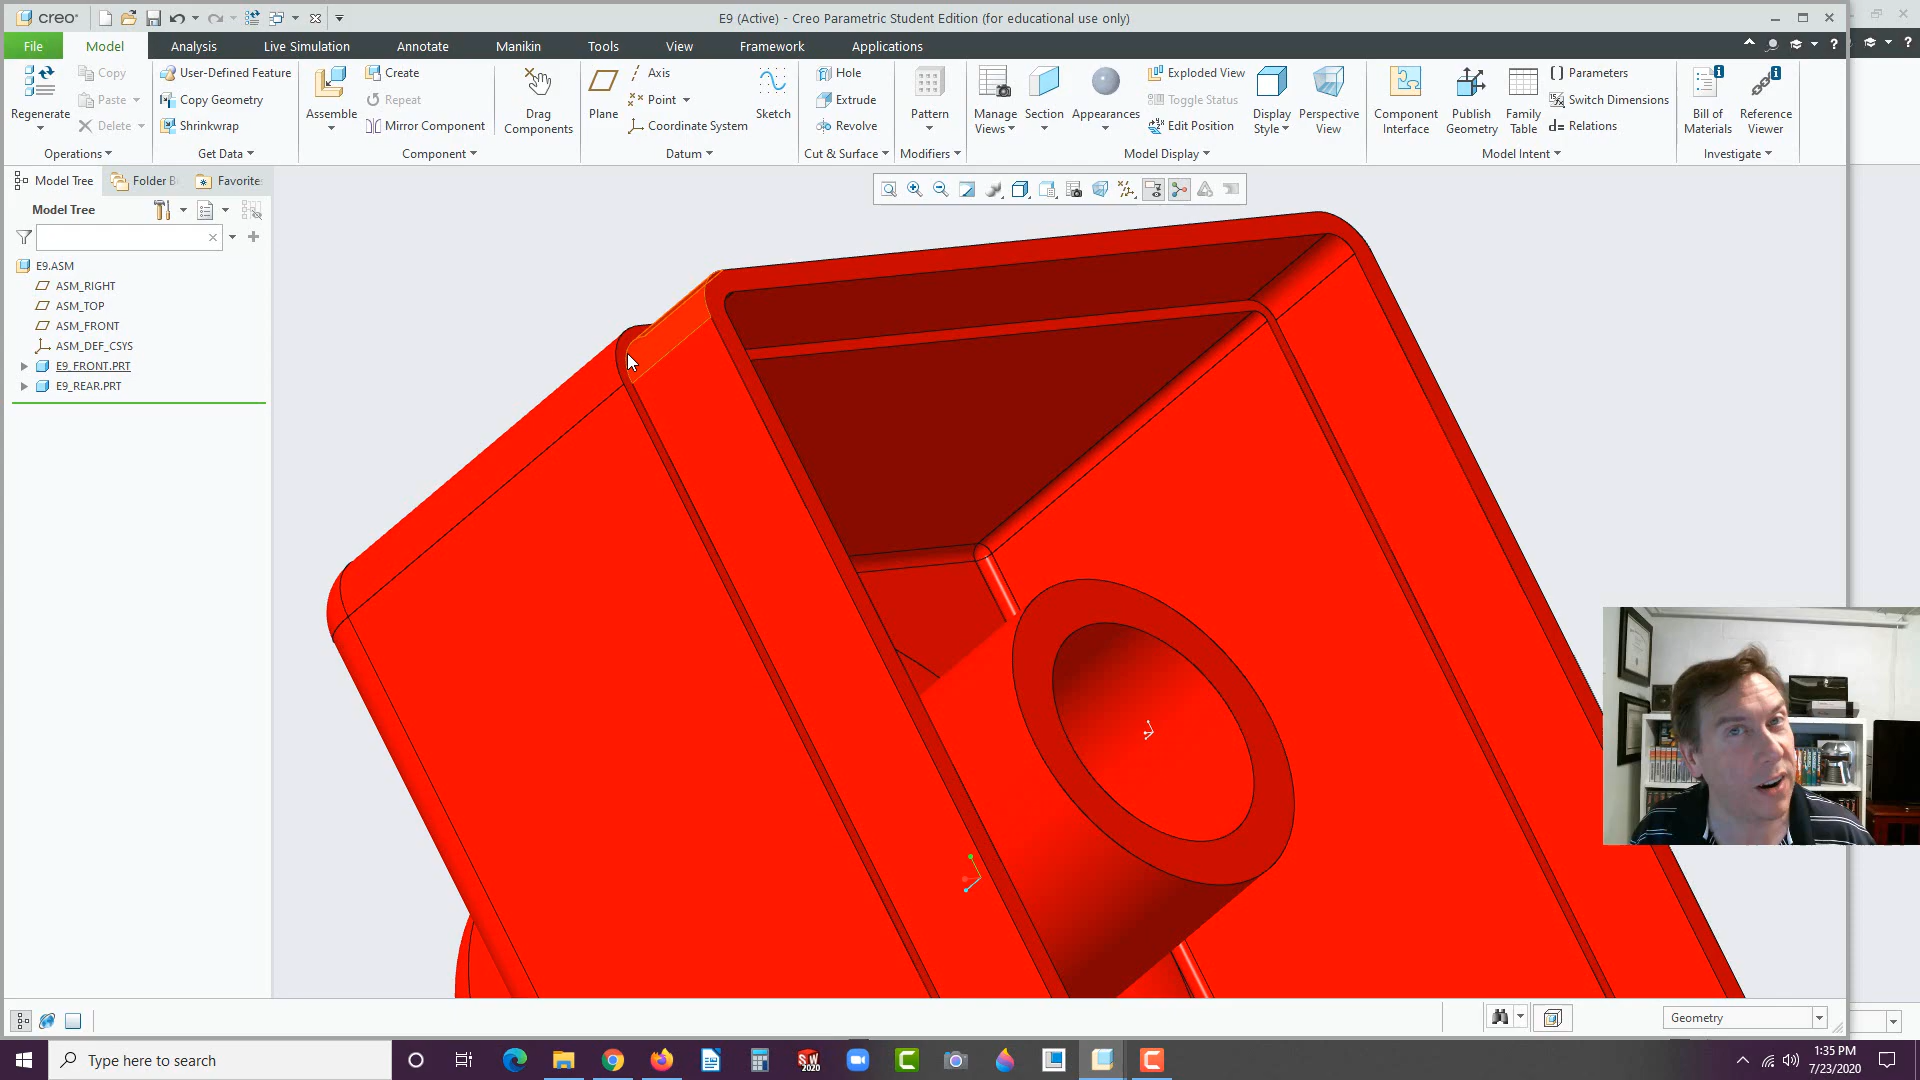 creo
E9 (Active) - Creo Parametric Student Edition (for educational use only)
File Model Analysis Live Simulation Annotate Manikin Tools View Framework Applications
Regenerate
Copy
Paste
Delete
Operations
User-Defined Feature
Copy Geometry
Shrinkwrap
Get Data
Assemble
Create
Repeat
Mirror Component
Component
Drag
Components
Plane
Axis
Point
Coordinate System
Sketch
Datum
Hole
Extrude
Revolve
Cut & Surface
Pattern
Modifiers
Manage
Views
Section
Appearances
Exploded View
Toggle Status
Edit Position
Display
Style
Perspective
View
Model Display
Component
Interface
Publish
Geometry
Family
Table
Parameters
Switch Dimensions
Relations
Model Intent
Bill of
Materials
Reference
Viewer
Investigate
Model Tree
Folder B
Favorite
Model Tree
E9.ASM
ASM_RIGHT
ASM_TOP
ASM_FRONT
ASM_DEF_CSYS
E9_FRONT.PRT
E9_REAR.PRT
Geometry
Type here to search
SW
2020
1:35 PM
7/23/2020